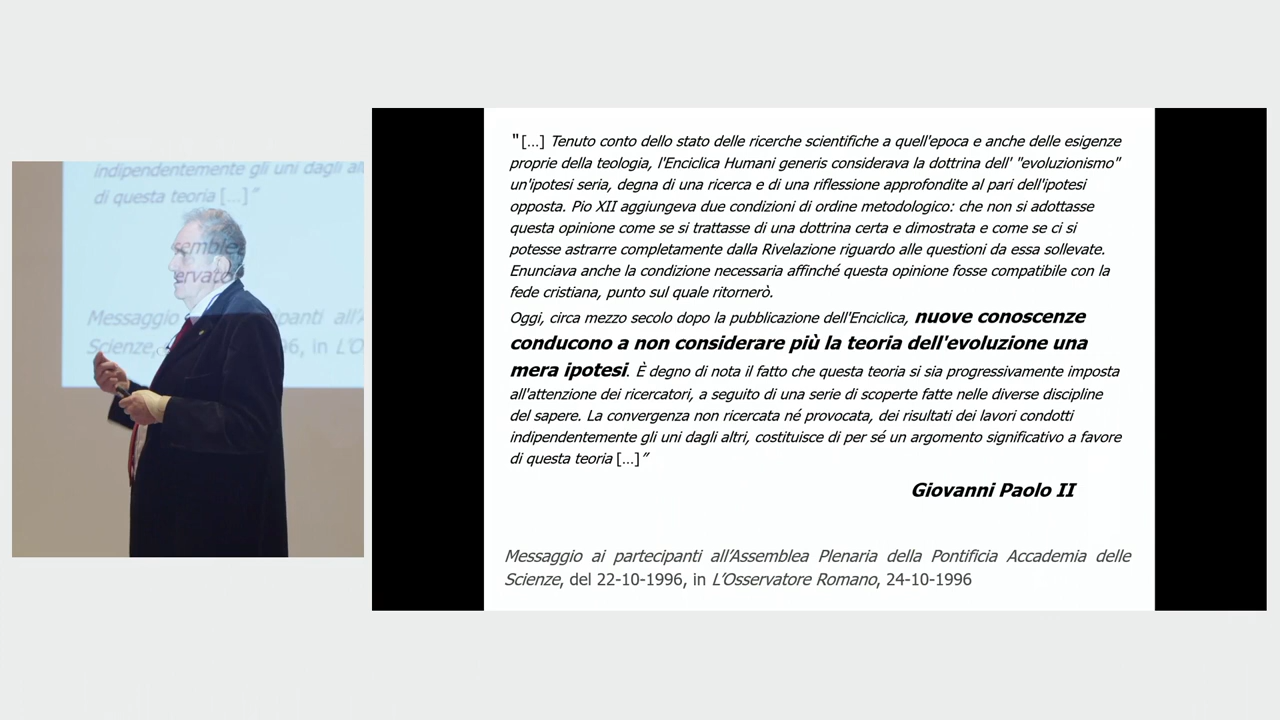 indipendentemente gli uni dagli
di questa teoria […]”
Messaggio
Scienze,
in L'O
"[…] Tenuto conto dello stato delle ricerche scientifiche a quell'epoca e anche delle esigenze
proprie della teologia, l'Enciclica Humani generis considerava la dottrina dell' "evoluzionismo"
un'ipotesi seria, degna di una ricerca e di una riflessione approfondite al pari dell'ipotesi
opposta. Pio XII aggiungeva due condizioni di ordine metodologico: che non si adottasse
questa opinione come se si trattasse di una dottrina certa e dimostrata e come se ci si
potesse astrarre completamente dalla Rivelazione riguardo alle questioni da essa sollevate.
Enunciava anche la condizione necessaria affinché questa opinione fosse compatibile con la
fede cristiana, punto sul quale ritornerò.
Oggi, circa mezzo secolo dopo la pubblicazione dell'Enciclica, nuove conoscenze
conducono a non considerare più la teoria dell'evoluzione una
mera ipotesi. È degno di nota il fatto che questa teoria si sia progressivamente imposta
all'attenzione dei ricercatori, a seguito di una serie di scoperte fatte nelle diverse discipline
del sapere. La convergenza non ricercata né provocata, dei risultati dei lavori condotti
indipendentemente gli uni dagli altri, costituisce di per sé un argomento significativo a favore
di questa teoria […]”
Giovanni Paolo II
Messaggio ai partecipanti all'Assemblea Plenaria della Pontificia Accademia delle
Scienze, del 22-10-1996, in L'Osservatore Romano, 24-10-1996